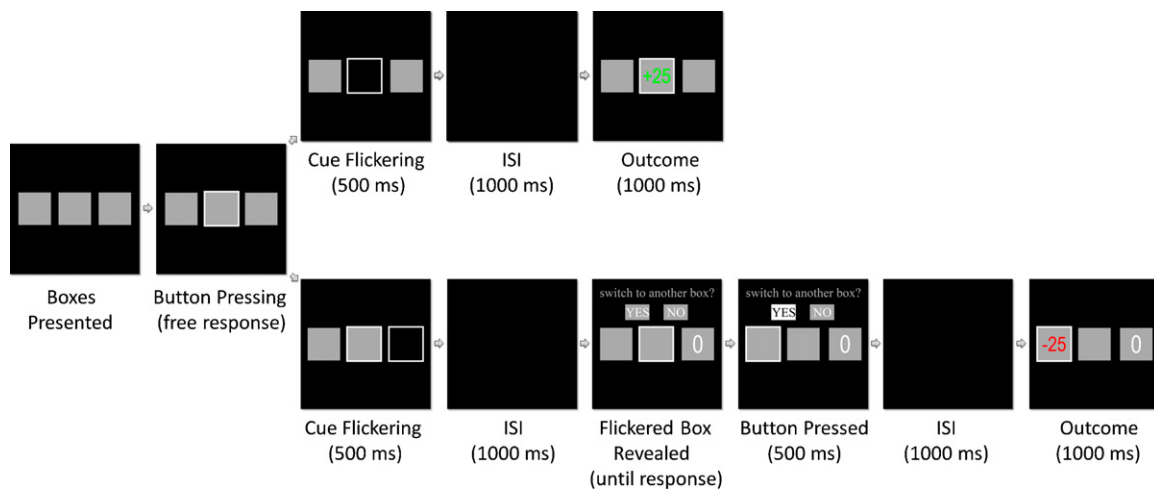 +25
Cue Flickering
(500 ms)
ISI
(1000 ms)
Outcome
(1000 ms)
Boxes
Presented
Button Pressing
(free response)
switch to another box?
YES NO
0
switch to another box?
YES NO
0
-25 0
Cue Flickering
(500 ms)
ISI
(1000 ms)
Flickered Box
Revealed
(until response)
Button Pressed
(500 ms)
ISI
(1000 ms)
Outcome
(1000 ms)